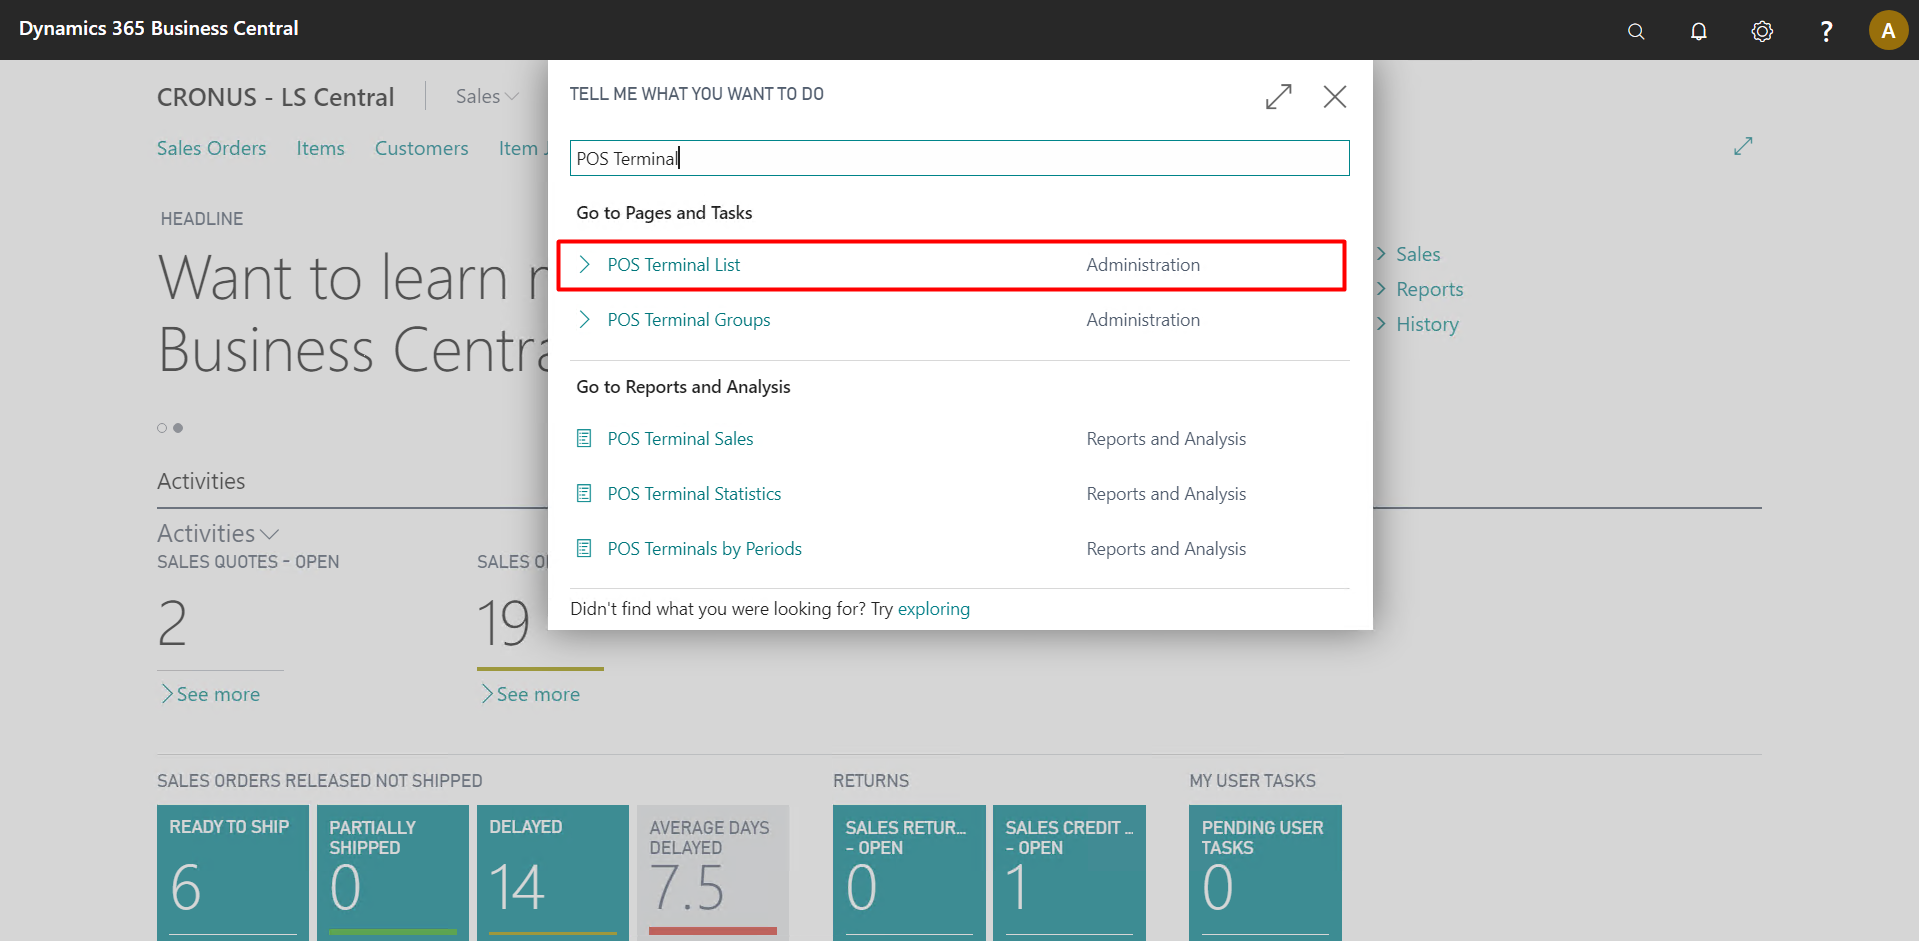 Dynamics 365 Business Central
?
A
CRONUS - LS Central
Sales
Sales Orders
Items
Customers
Item
HEADLINE
Want to learn
Business Centra
TELL ME WHAT YOU WANT TO DO
POS Terminal
Go to Pages and Tasks
POS Terminal List
Administration
POS Terminal Groups
Administration
Go to Reports and Analysis
POS Terminal Sales
Reports and Analysis
POS Terminal Statistics
Reports and Analysis
POS Terminals by Periods
Reports and Analysis
Didn't find what you were looking for? Try exploring
Sales
Reports
History
Activities
Activities
SALES QUOTES - OPEN
2
See more
SALES O
19
See more
SALES ORDERS RELEASED NOT SHIPPED
READY TO SHIP
6
PARTIALLY
SHIPPED
0
DELAYED
14
AVERAGE DAYS
DELAYED
7.5
RETURNS
SALES RETUR...
- OPEN
0
SALES CREDIT ...
- OPEN
1
MY USER TASKS
PENDING USER
TASKS
0